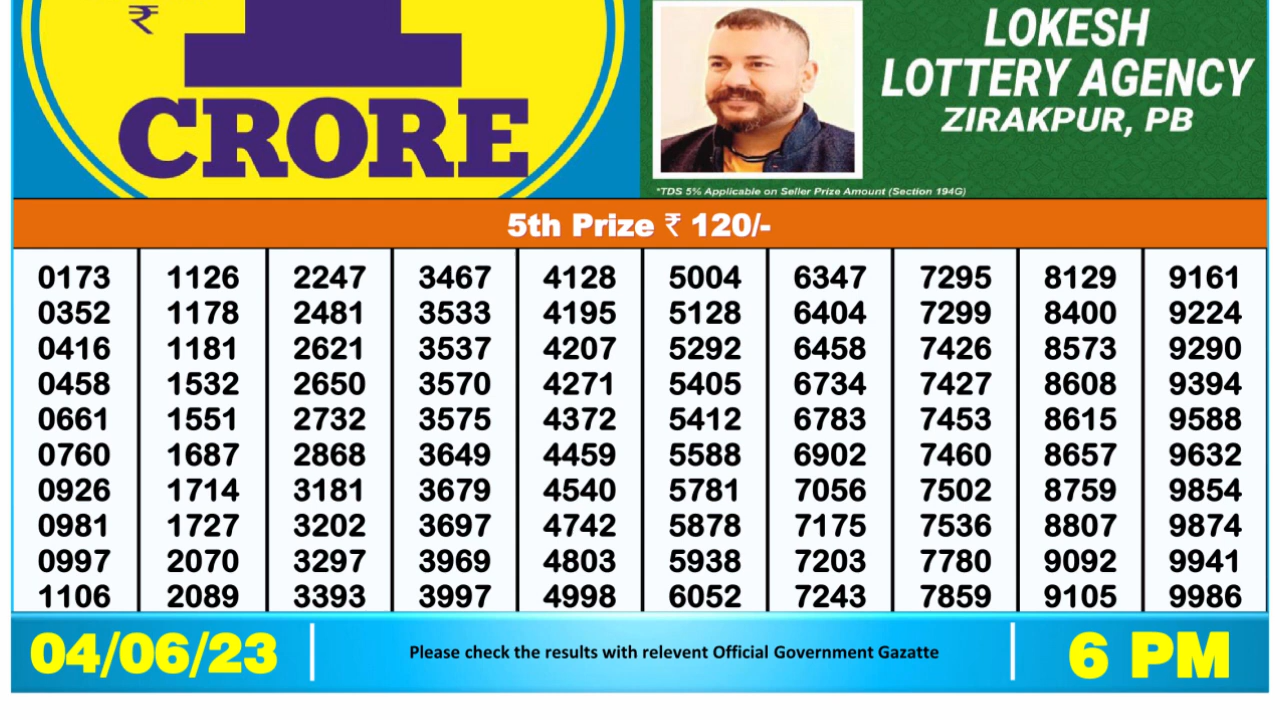 ₹
1
CRORE
LOKESH
LOTTERY AGENCY
ZIRAKPUR, PB
*TDS 5% Applicable on Seller Prize Amount (Section 194G)
5th Prize ₹ 120/-
0173 1126 2247 3467 4128 5004 6347 7295 8129 9161
0352 1178 2481 3533 4195 5128 6404 7299 8400 9224
0416 1181 2621 3537 4207 5292 6458 7426 8573 9290
0458 1532 2650 3570 4271 5405 6734 7427 8608 9394
0661 1551 2732 3575 4372 5412 6783 7453 8615 9588
0760 1687 2868 3649 4459 5588 6902 7460 8657 9632
0926 1714 3181 3679 4540 5781 7056 7502 8759 9854
0981 1727 3202 3697 4742 5878 7175 7536 8807 9874
0997 2070 3297 3969 4803 5938 7203 7780 9092 9941
1106 2089 3393 3997 4998 6052 7243 7859 9105 9986
04/06/23
Please check the results with relevent Official Government Gazatte
6 PM